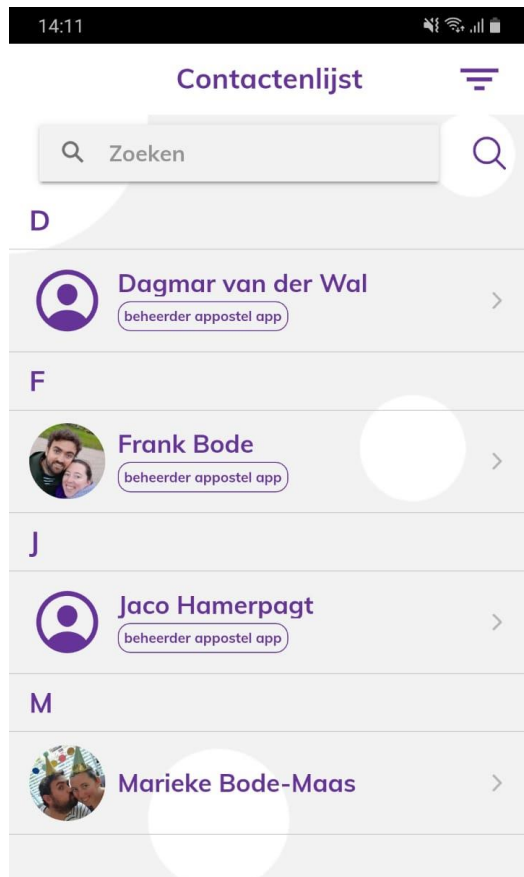 14:11
Contactenlijst
Zoeken
D
Dagmar van der Wal
beheerder appostel app
F
Frank Bode
beheerder appostel app
J
Jaco Hamerpagt
beheerder appostel app
M
Marieke Bode-Maas